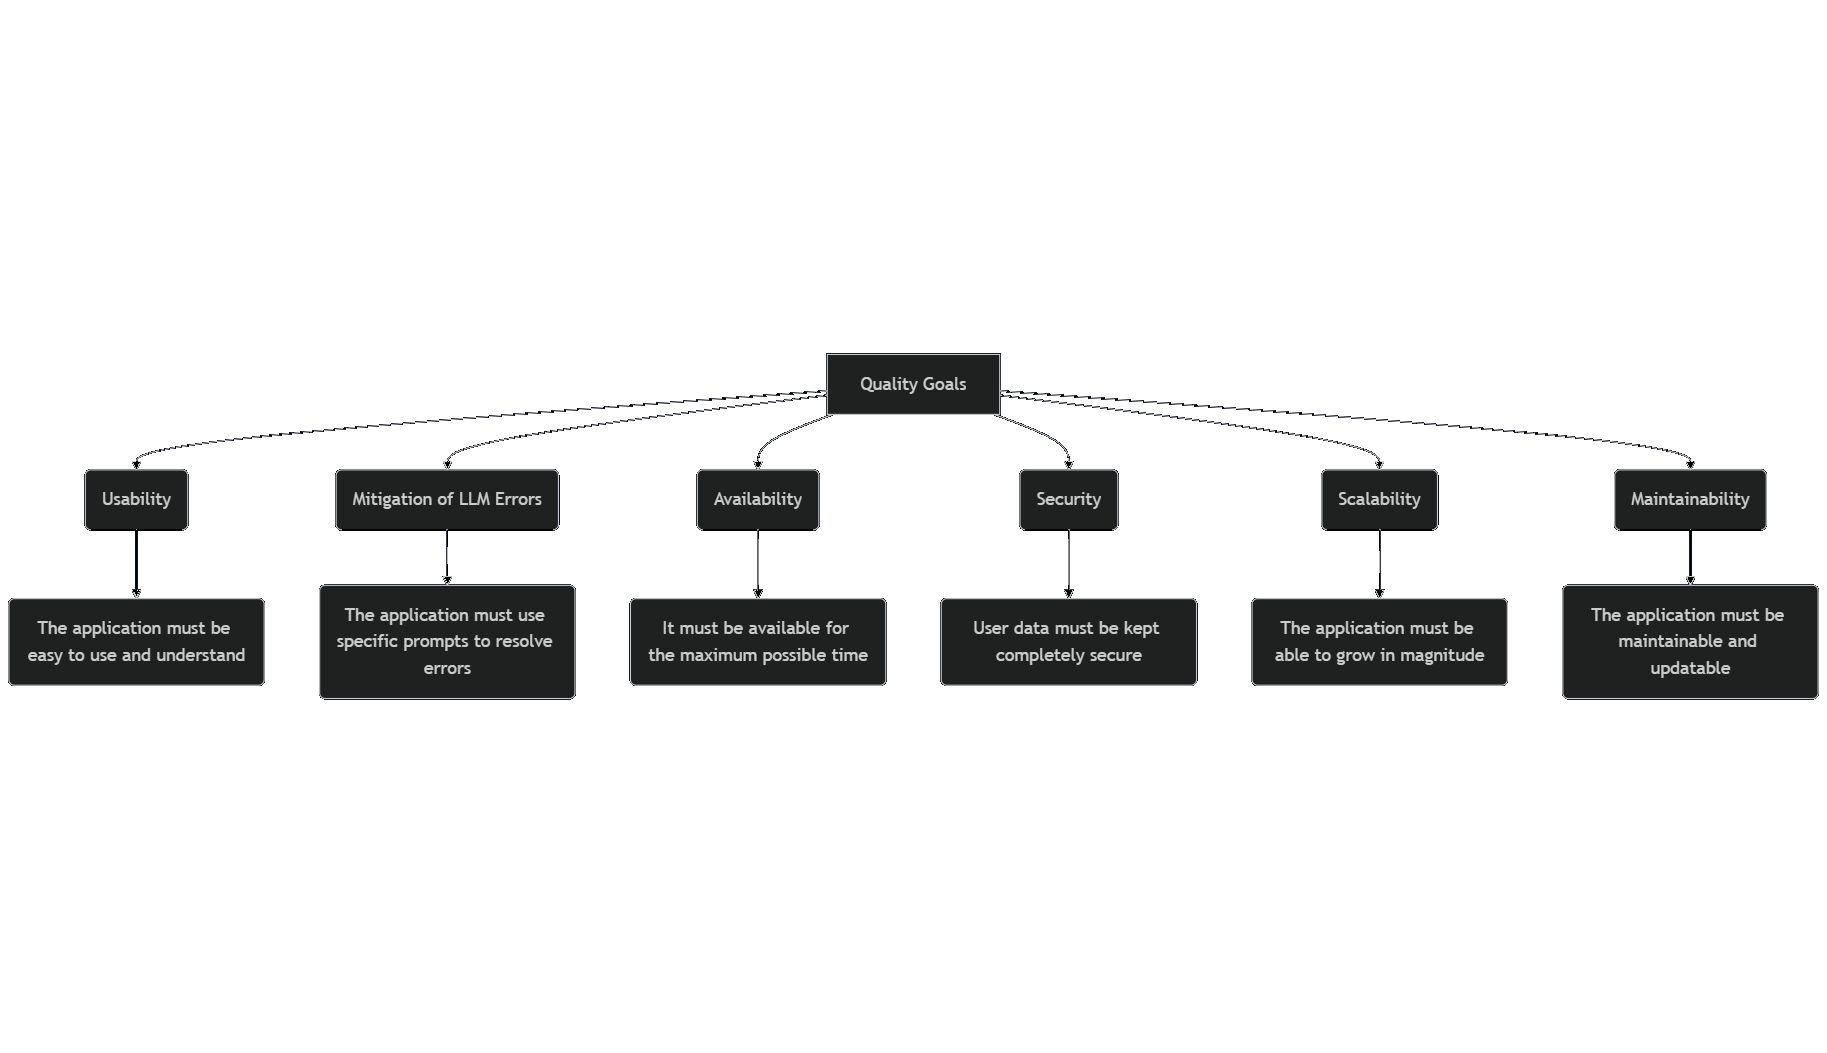 Quality Goals
Usability
Mitigation of LLM Errors
Availability
Security
Scalability
Maintainability
The application must be
easy to use and understand
The application must use
specific prompts to resolve
errors
It must be available for
the maximum possible time
User data must be kept
completely secure
The application must be
able to grow in magnitude
The application must be
maintainable and
updatable